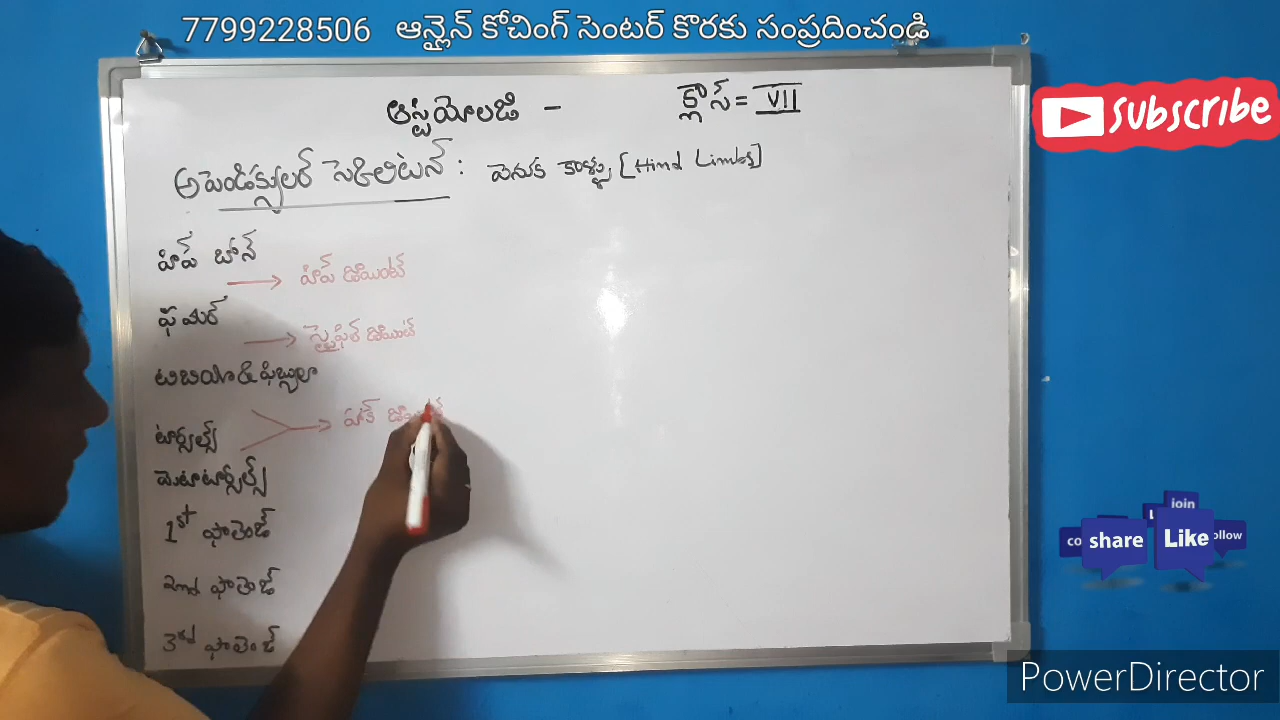 7799228506 ఆన్లైన్ కోచింగ్ సెంటర్ కొరకు సంప్రదించండి
ఆస్టియోలజి - క్లాస్ = VII
అపెండిక్యులర్ సెకిలిటన్ : వెనుక కాళ్ళు [Hind Limbs]
హిప్ బోన్
హిప్ జాయింట్
ఫిమర్
స్టైఫిల్ జాయింట్
టిబియా & ఫిబ్యులా
హాక్
టార్సల్స్
మెటాటార్సల్స్
1st ఫాలెంజ్
2nd ఫాలెంజ్
3rd ఫాలెంజ్
SUBSCRIBE
join
share
Like
PowerDirector